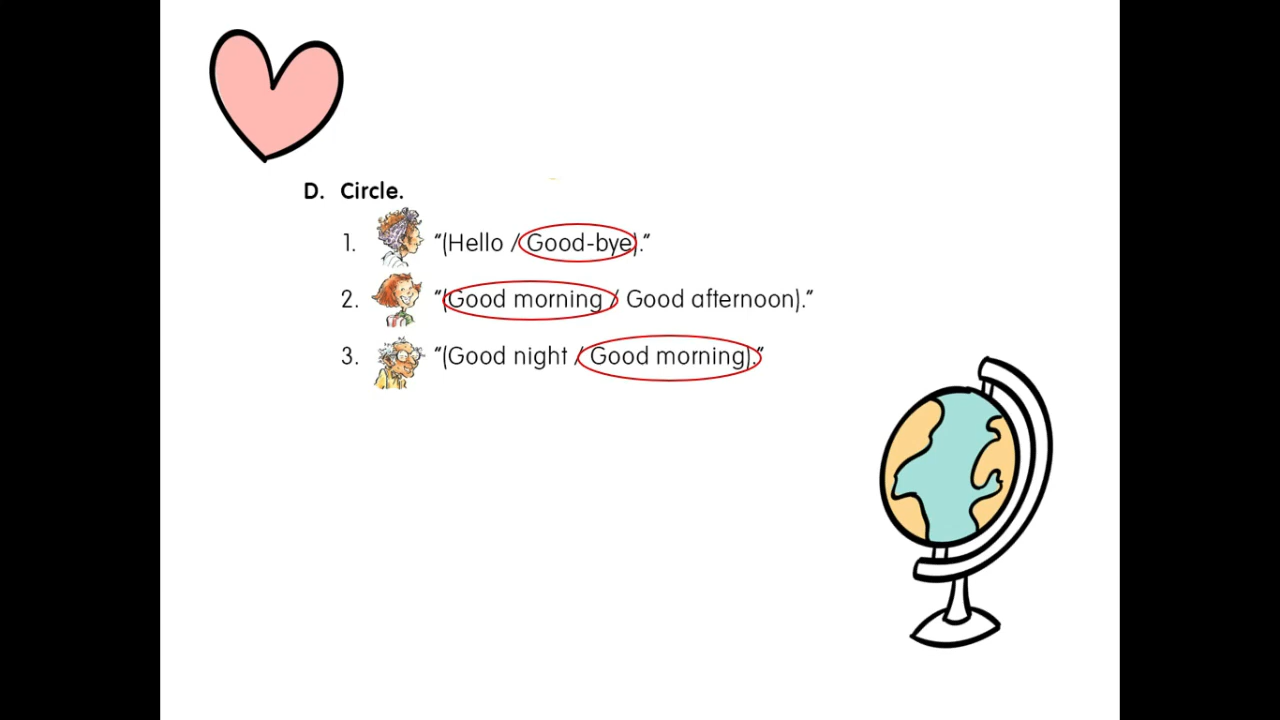 D. Circle.
1. "(Hello / Good-bye)."
2. "(Good morning / Good afternoon)."
3. "(Good night / Good morning)."